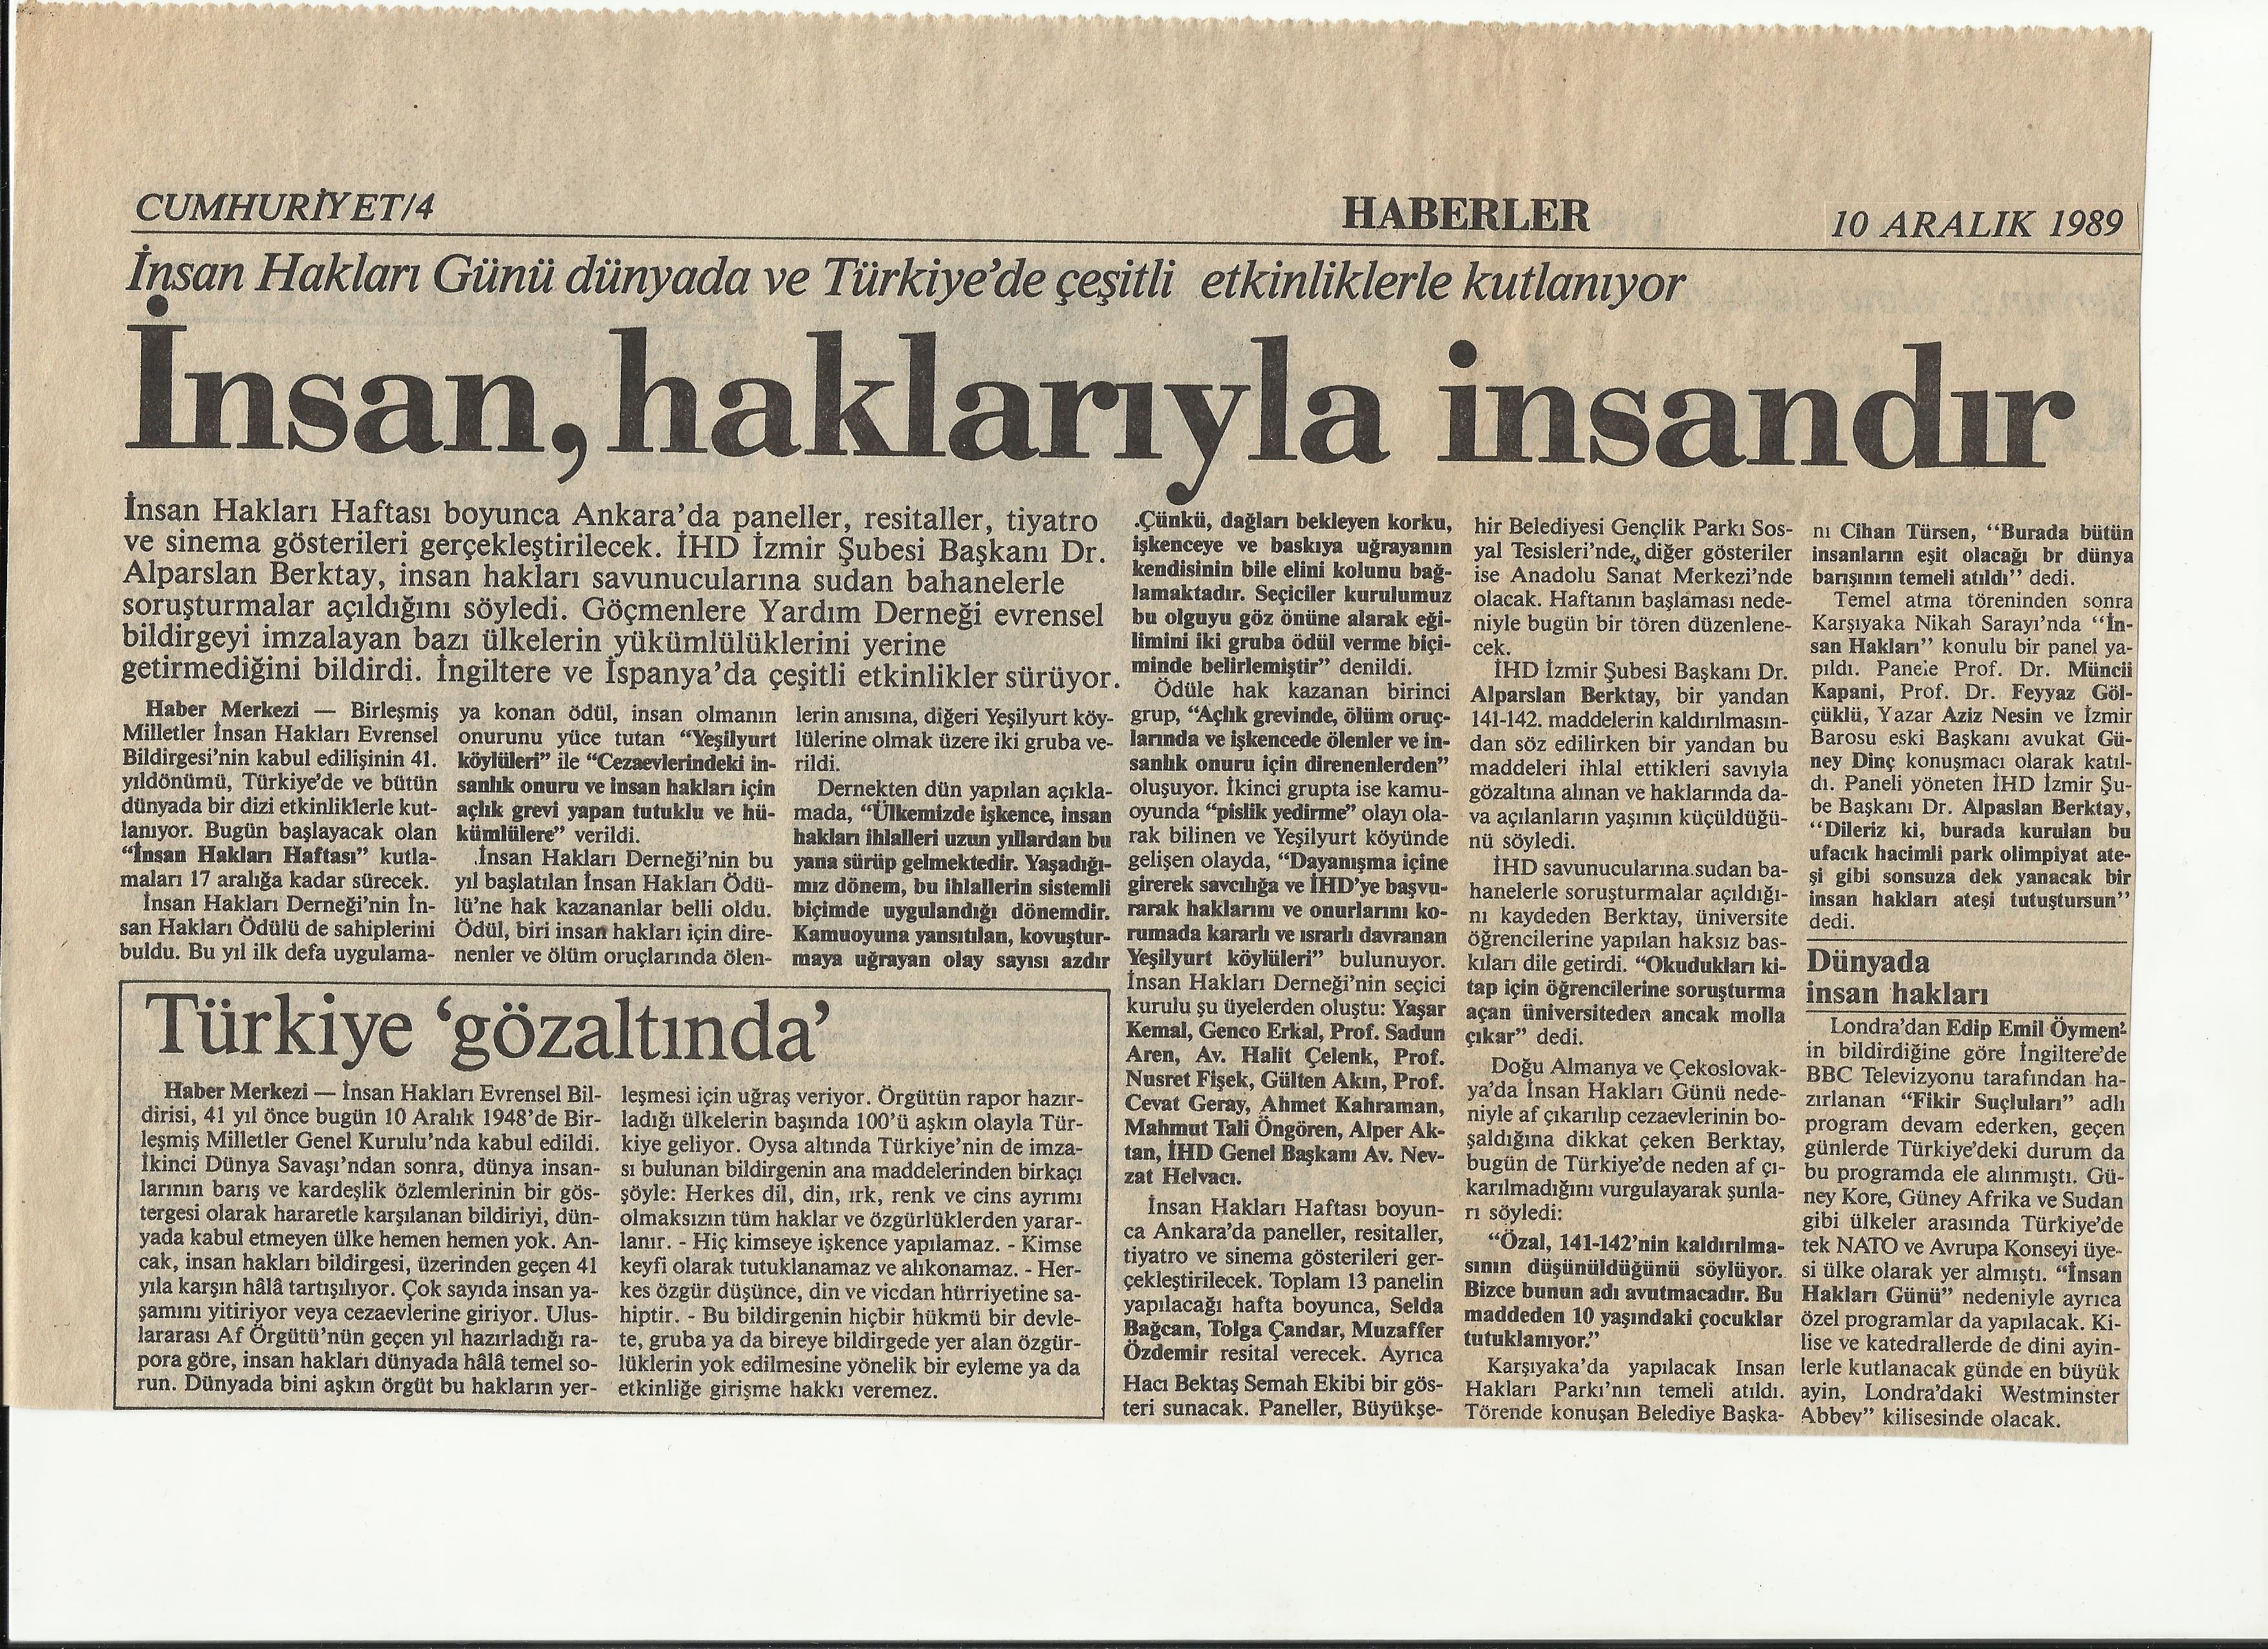 CUMHURİYET/4
HABERLER
10 ARALIK 1989
İnsan Hakları Günü dünyada ve Türkiye'de çeşitli etkinliklerle kutlanıyor
İnsan, haklarıyla insandır
İnsan Hakları Haftası boyunca Ankara'da paneller, resitaller, tiyatro
ve sinema gösterileri gerçekleştirilecek. İHD İzmir Şubesi Başkanı Dr.
Alparslan Berktay, insan hakları savunucularına sudan bahanelerle
soruşturmalar açıldığını söyledi. Göçmenlere Yardım Derneği evrensel
bildirgeyi imzalayan bazı ülkelerin yükümlülüklerini yerine
getirmediğini bildirdi. İngiltere ve İspanya'da çeşitli etkinlikler sürüyor.
Haber Merkezi — Birleşmiş
Milletler İnsan Hakları Evrensel
Bildirgesi'nin kabul edilişinin 41.
yıldönümü, Türkiye'de ve bütün
dünyada bir dizi etkinliklerle kut-
lanıyor. Bugün başlayacak olan
“İnsan Hakları Haftası” kutla-
maları 17 aralığa kadar sürecek.
İnsan Hakları Derneği'nin İn-
san Hakları Ödülü de sahiplerini
buldu. Bu yıl ilk defa uygulama-
ya konan ödül, insan olmanın
onurunu yüce tutan “Yeşilyurt
köylüleri” ile “Cezaevlerindeki in-
sanlık onuru ve insan hakları için
açlık grevi yapan tutuklu ve hü-
kümlülere” verildi.
İnsan Hakları Derneği'nin bu
yıl başlatılan İnsan Hakları Ödü-
lü'ne hak kazananlar belli oldu.
Ödül, biri insan hakları için dire-
nenler ve ölüm oruçlarında ölen-
lerin anısına, diğeri Yeşilyurt köy-
lülerine olmak üzere iki gruba ve-
rildi.
Dernekten dün yapılan açıkla-
mada, “Ülkemizde işkence, insan
hakları ihlalleri uzun yıllardan bu
yana sürüp gelmektedir. Yaşadığı-
mız dönem, bu ihlallerin sistemli
biçimde uygulandığı dönemdir.
Kamuoyuna yansıtılan, kovuştur-
maya uğrayan olay sayısı azdır
.Çünkü, dağları bekleyen korku,
işkenceye ve baskıya uğrayanın
kendisinin bile elini kolunu bağ-
lamaktadır. Seçiciler kurulumuz
bu olguyu göz önüne alarak eği-
limini iki gruba ödül verme biçi-
minde belirlemiştir” denildi.
Ödüle hak kazanan birinci
grup, “Açlık grevinde, ölüm oruç-
larında ve işkencede ölenler ve in-
sanlık onuru için direnenlerden”
oluşuyor. İkinci grupta ise kamu-
oyunda “pislik yedirme” olayı ola-
rak bilinen ve Yeşilyurt köyünde
gelişen olayda, “Dayanışma içine
girerek savcılığa ve İHD'ye başvu-
rarak haklarını ve onurlarını ko-
rumada kararlı ve ısrarlı davranan
Yeşilyurt köylüleri” bulunuyor.
İnsan Hakları Derneği'nin seçici
kurulu şu üyelerden oluştu: Yaşar
Kemal, Genco Erkal, Prof. Sadun
Aren, Av. Halit Çelenk, Prof.
Nusret Fişek, Gülten Akın, Prof.
Cevat Geray, Ahmet Kahraman,
Mahmut Tali Öngören, Alper Ak-
tan, İHD Genel Başkanı Av. Nev-
zat Helvacı.
İnsan Hakları Haftası boyun-
ca Ankara'da paneller, resitaller,
tiyatro ve sinema gösterileri ger-
çekleştirilecek. Toplam 13 panelin
yapılacağı hafta boyunca, Selda
Bağcan, Tolga Çandar, Muzaffer
Özdemir resital verecek. Ayrıca
Hacı Bektaş Semah Ekibi bir gös-
teri sunacak. Paneller, Büyükşe-
hir Belediyesi Gençlik Parkı Sos-
yal Tesisleri'nde, diğer gösteriler
ise Anadolu Sanat Merkezi'nde
olacak. Haftanın başlaması nede-
niyle bugün bir tören düzenlene-
cek.
İHD İzmir Şubesi Başkanı Dr.
Alparslan Berktay, bir yandan
141-142. maddelerin kaldırılmasın-
dan söz edilirken bir yandan bu
maddeleri ihlal ettikleri savıyla
gözaltına alınan ve haklarında da-
va açılanların yaşının küçüldüğü-
nü söyledi.
İHD savunucularına sudan ba-
hanelerle soruşturmalar açıldığı-
nı kaydeden Berktay, üniversite
öğrencilerine yapılan haksız bas-
kıları dile getirdi. “Okudukları ki-
tap için öğrencilerine soruşturma
açan üniversiteden ancak molla
çıkar” dedi.
Doğu Almanya ve Çekoslovak-
ya'da İnsan Hakları Günü nede-
niyle af çıkarılıp cezaevlerinin bo-
şaldığına dikkat çeken Berktay,
bugün de Türkiye'de neden af çı-
karılmadığını vurgulayarak şunla-
rı söyledi:
“Özal, 141-142'nin kaldırılma-
sının düşünüldüğünü söylüyor.
Bizce bunun adı avutmacadır. Bu
maddeden 10 yaşındaki çocuklar
tutuklanıyor.”
Karşıyaka'da yapılacak Insan
Hakları Parkı'nın temeli atıldı.
Törende konuşan Belediye Başka-
nı Cihan Türsen, “Burada bütün
insanların eşit olacağı br dünya
barışının temeli atıldı” dedi.
Temel atma töreninden sonra
Karşıyaka Nikah Sarayı'nda “İn-
san Hakları” konulu bir panel ya-
pıldı. Panele Prof. Dr. Müncii
Kapani, Prof. Dr. Feyyaz Göl-
çüklü, Yazar Aziz Nesin ve İzmir
Barosu eski Başkanı avukat Gü-
ney Dinç konuşmacı olarak katıl-
dı. Paneli yöneten İHD İzmir Şu-
be Başkanı Dr. Alpaslan Berktay,
“Dileriz ki, burada kurulan bu
ufacık hacimli park olimpiyat ate-
şi gibi sonsuza dek yanacak bir
insan hakları ateşi tutuştursun”
dedi.
Dünyada
insan hakları
Londra'dan Edip Emil Öymen'-
in bildirdiğine göre İngiltere'de
BBC Televizyonu tarafından ha-
zırlanan “Fikir Suçluları” adlı
program devam ederken, geçen
günlerde Türkiye'deki durum da
bu programda ele alınmıştı. Gü-
ney Kore, Güney Afrika ve Sudan
gibi ülkeler arasında Türkiye'de
tek NATO ve Avrupa Konseyi üye-
si ülke olarak yer almıştı. “İnsan
Hakları Günü” nedeniyle ayrıca
özel programlar da yapılacak. Ki-
lise ve katedrallerde de dini ayin-
lerle kutlanacak günde en büyük
ayin, Londra'daki Westminster
Abbey” kilisesinde olacak.
Türkiye ‘gözaltında’
Haber Merkezi — İnsan Hakları Evrensel Bil-
dirisi, 41 yıl önce bugün 10 Aralık 1948'de Bir-
leşmiş Milletler Genel Kurulu'nda kabul edildi.
İkinci Dünya Savaşı'ndan sonra, dünya insan-
larının barış ve kardeşlik özlemlerinin bir gös-
tergesi olarak hararetle karşılanan bildiriyi, dün-
yada kabul etmeyen ülke hemen hemen yok. An-
cak, insan hakları bildirgesi, üzerinden geçen 41
yıla karşın hâlâ tartışılıyor. Çok sayıda insan ya-
şamını yitiriyor veya cezaevlerine giriyor. Ulus-
lararası Af Örgütü'nün geçen yıl hazırladığı ra-
pora göre, insan hakları dünyada hâlâ temel so-
run. Dünyada bini aşkın örgüt bu hakların yer-
leşmesi için uğraş veriyor. Örgütün rapor hazır-
ladığı ülkelerin başında 100'ü aşkın olayla Tür-
kiye geliyor. Oysa altında Türkiye'nin de imza-
sı bulunan bildirgenin ana maddelerinden birkaçı
şöyle: Herkes dil, din, ırk, renk ve cins ayrımı
olmaksızın tüm haklar ve özgürlüklerden yarar-
lanır. - Hiç kimseye işkence yapılamaz. - Kimse
keyfi olarak tutuklanamaz ve alıkonamaz. - Her-
kes özgür düşünce, din ve vicdan hürriyetine sa-
hiptir. - Bu bildirgenin hiçbir hükmü bir devle-
te, gruba ya da bireye bildirgede yer alan özgür-
lüklerin yok edilmesine yönelik bir eyleme ya da
etkinliğe girişme hakkı veremez.